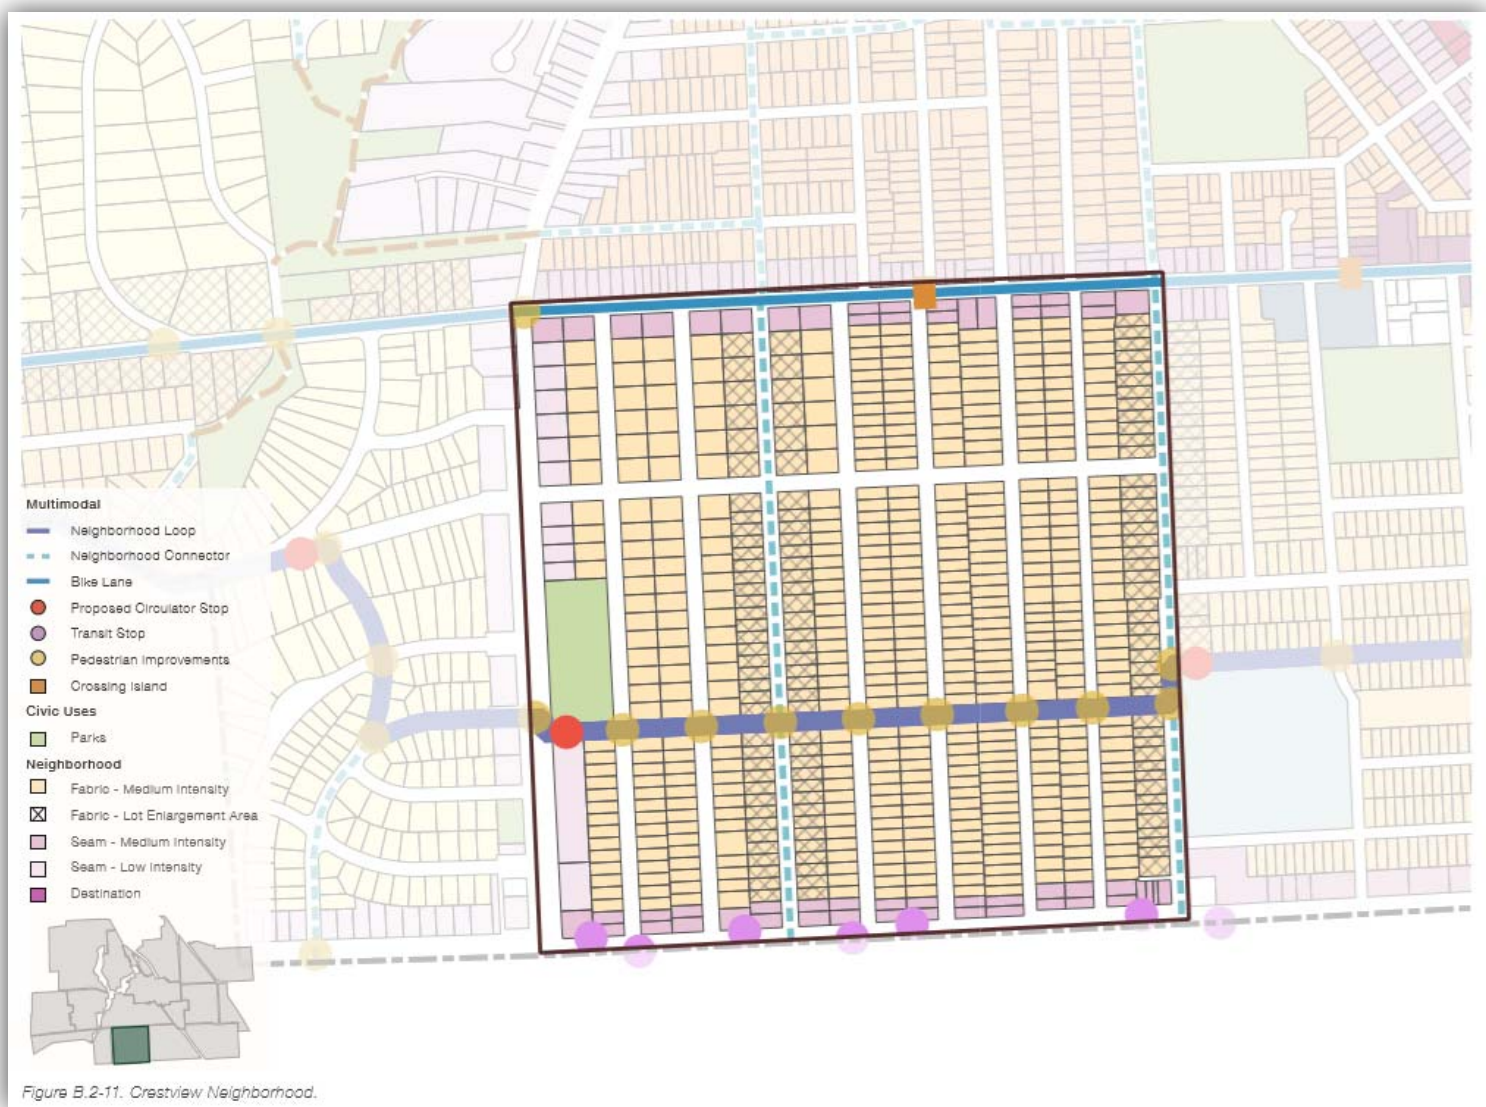 Multimodal
Neighborhood Loop
Neighborhood Connector
Bike Lane
Proposed Circulator Stop
Transit Stop
Pedestrian Improvements
Crossing Island
Civic Uses
Parks
Neighborhood
Fabric - Medium Intensity
Fabric - Lot Enlargement Area
Seam - Medium Intensity
Seam - Low Intensity
Destination
Figure B.2-11. Crestview Neighborhood.